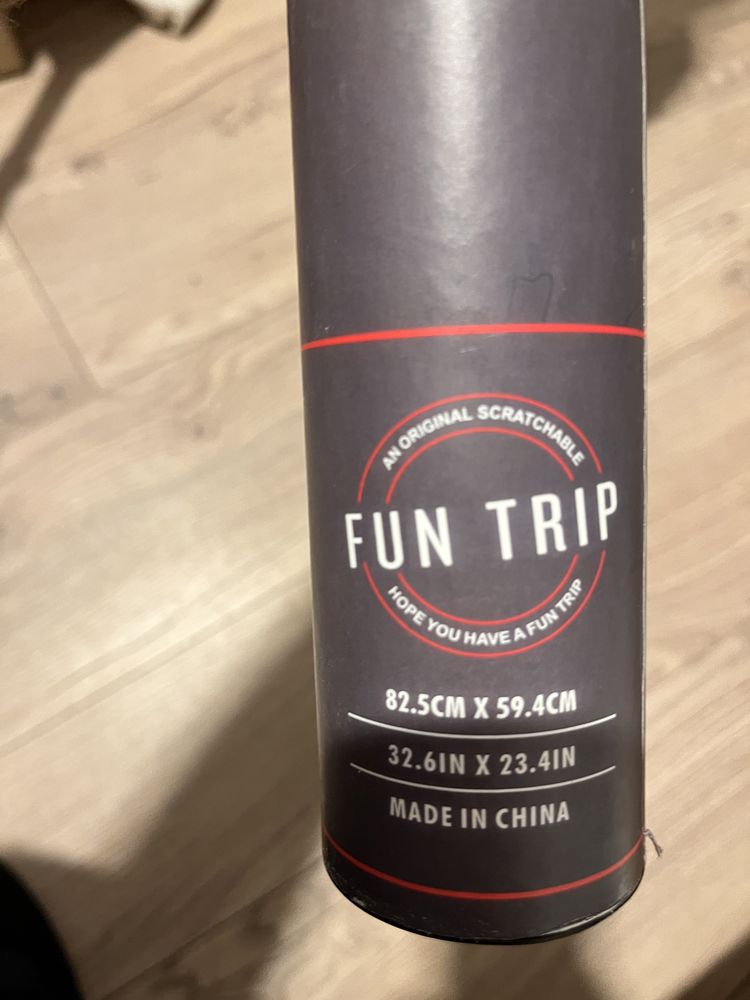 AN ORIGINAL SCRATCHABLE
FUN TRIP
HOPE YOU HAVE A FUN TRIP
82.5CM X 59.4CM
32.6IN X 23.4IN
MADE IN CHINA